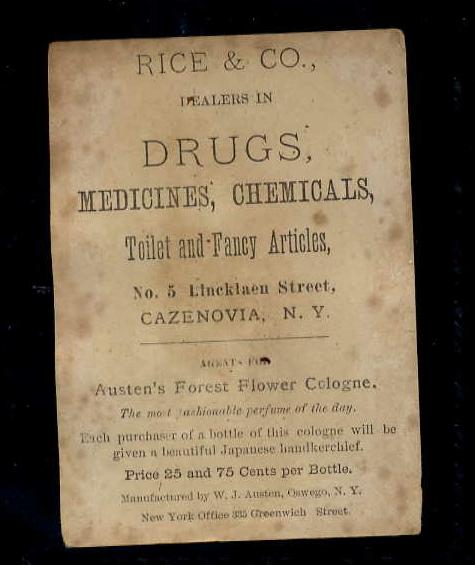 RICE & CO.,
DEALERS IN
DRUGS,
MEDICINES, CHEMICALS,
Toilet and Fancy Articles,
No. 5 Lincklaen Street,
CAZENOVIA, N. Y.
AGENTS FOR
Austen's Forest Flower Cologne.
The most fashionable perfume of the day.
Each purchaser of a bottle of this cologne will be
given a beautiful Japanese handkerchief.
Price 25 and 75 Cents per Bottle.
Manufactured by W. J. Austen, Oswego, N. Y.
New York Office 335 Greenwich Street.